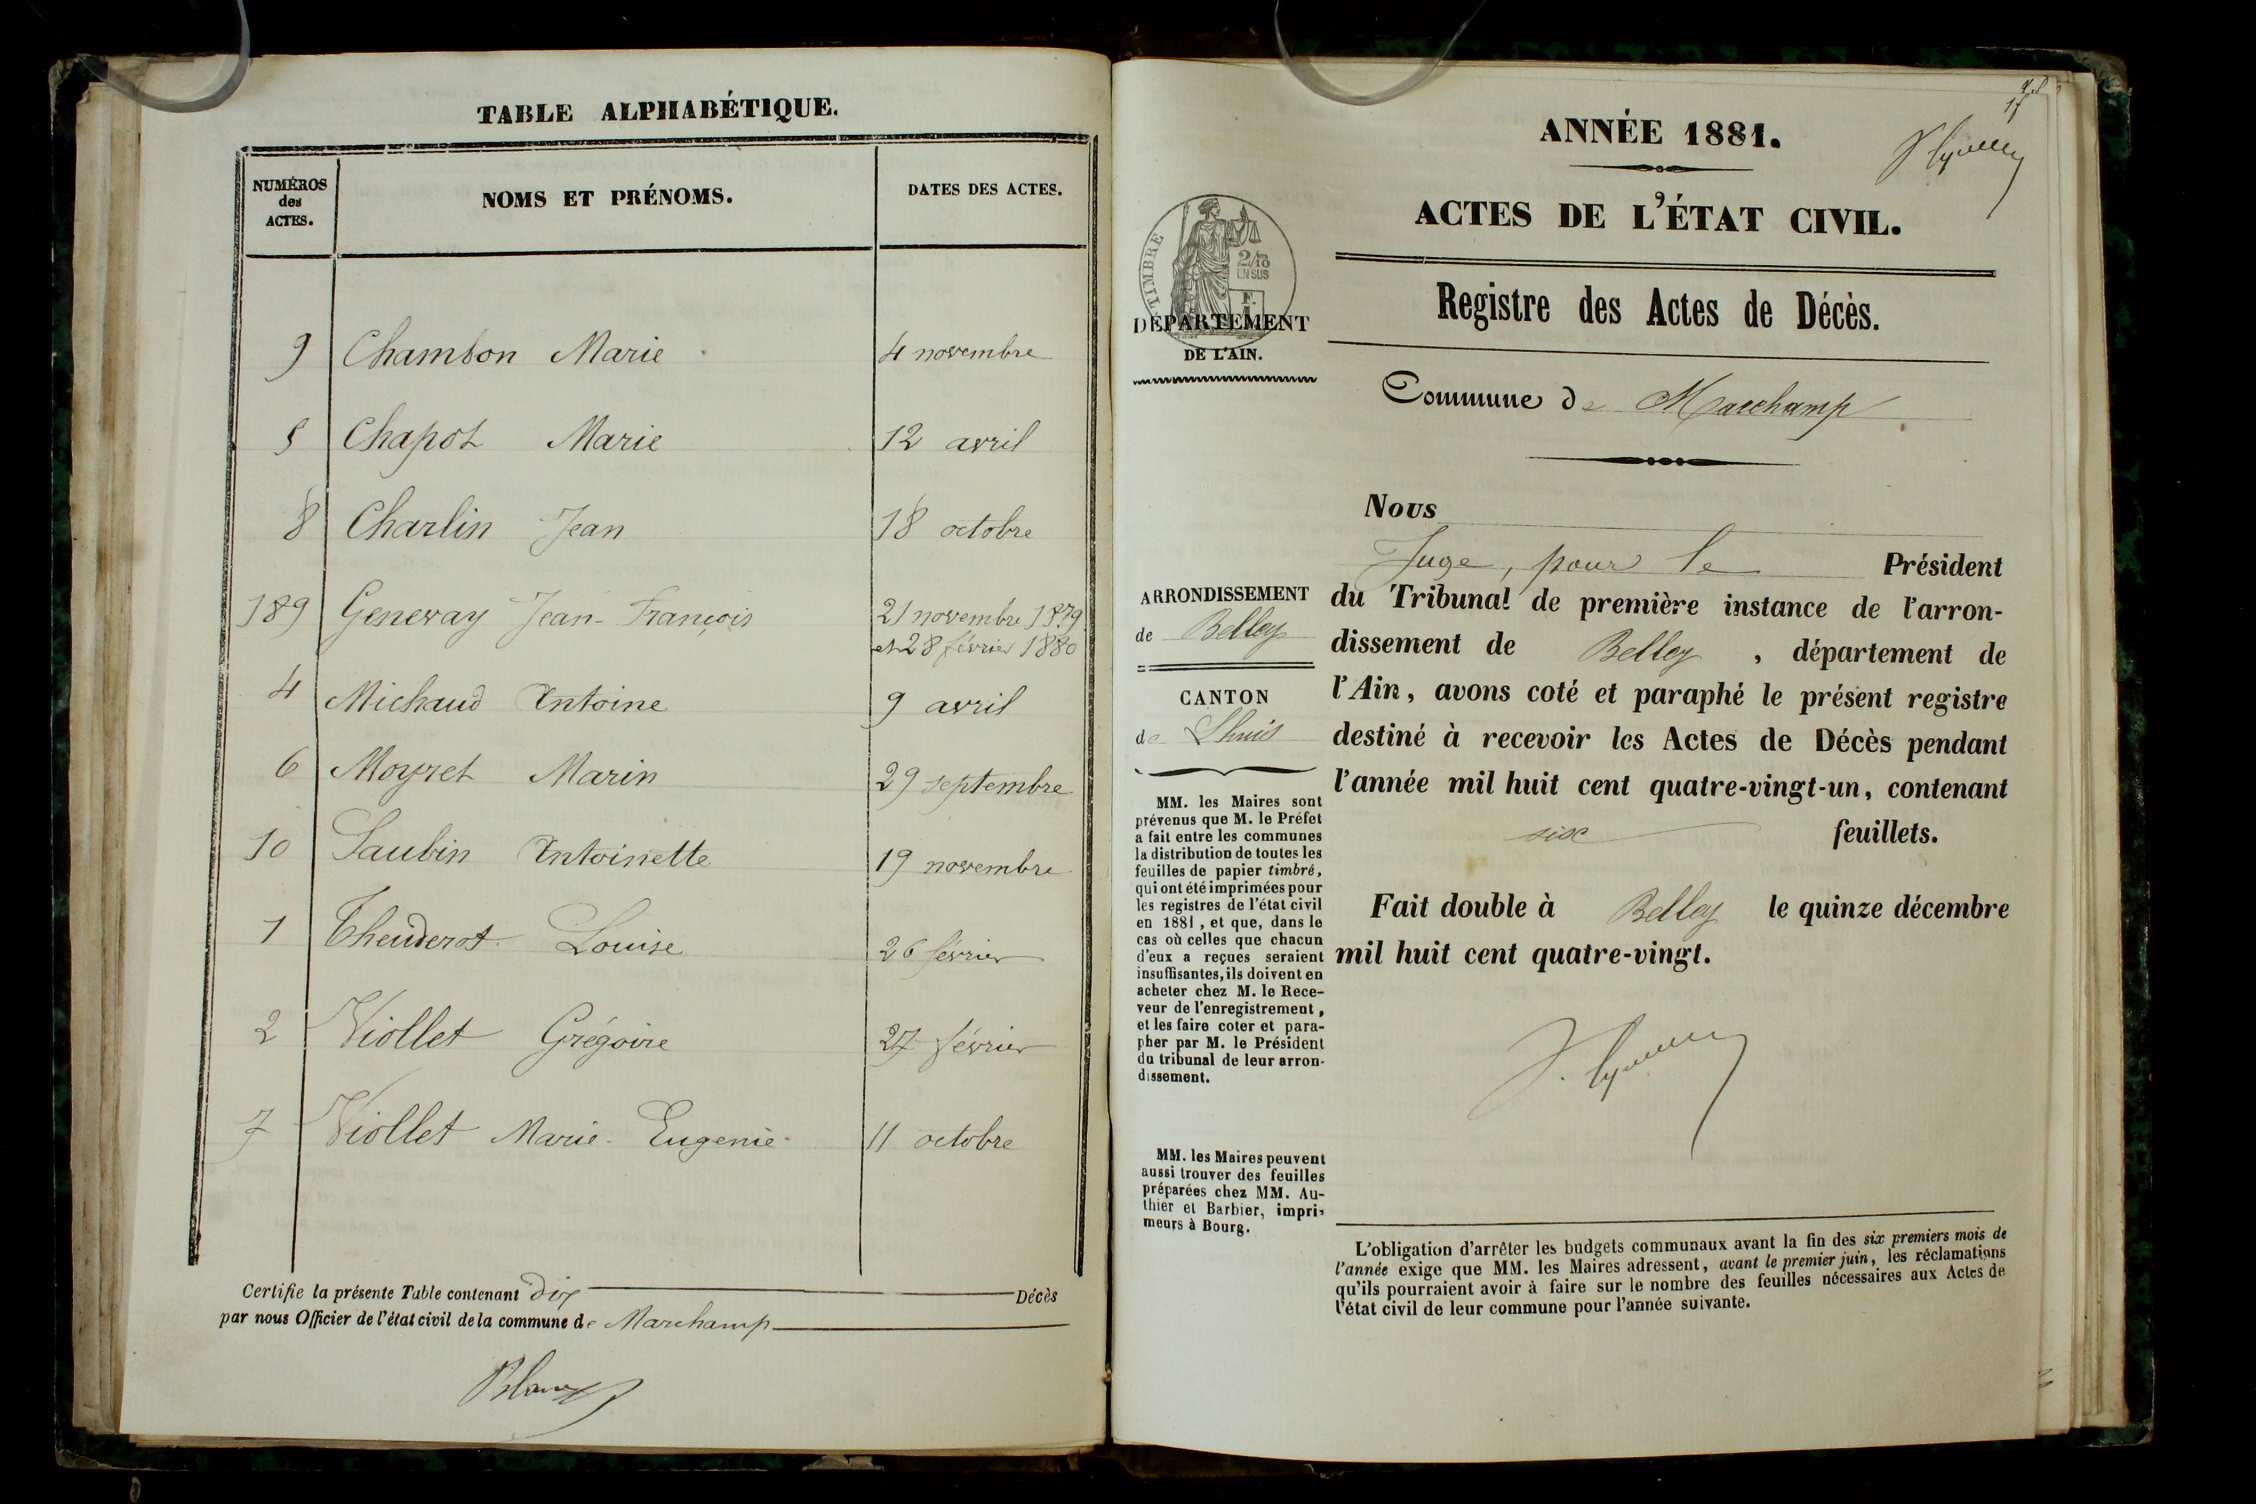 TABLE ALPHABÉTIQUE.
NUMÉROS
des
ACTES.
NOMS ET PRÉNOMS.
DATES DES ACTES.
9 Chambon Marie 4 novembre
5 Chapot Marie 12 avril
8 Charlin Jean 18 octobre
189 Genevay Jean-François 21 novembre 1879
et 28 février 1880
4 Michaud Antoine 9 avril
6 Moyret Marin 29 septembre
10 Saubin Antoinette 19 novembre
1 Theuderot Louise 26 février
2 Viollet Grégoire 27 février
7 Viollet Marie-Eugenie 11 octobre
Certifie la présente Table contenant dix Décès
par nous Officier de l'état civil de la commune de Marchamp
ANNÉE 1881.
ACTES DE L'ÉTAT CIVIL.
Registre des Actes de Décès.
Commune de Marchamp
TIMBRE
2/10
EN SUS
DÉPARTEMENT
DE L'AIN.
ARRONDISSEMENT
de Belley
CANTON
de Lhuis
MM. les Maires sont
prévenus que M. le Préfet
a fait entre les communes
la distribution de toutes les
feuilles de papier timbré,
qui ont été imprimées pour
les registres de l'état civil
en 1881, et que, dans le
cas où celles que chacun
d'eux a reçues seraient
insuffisantes, ils doivent en
acheter chez M. le Rece-
veur de l'enregistrement,
et les faire coter et para-
pher par M. le Président
du tribunal de leur arron-
dissement.
MM. les Maires peuvent
aussi trouver des feuilles
préparées chez MM. Au-
thier et Barbier, impri-
meurs à Bourg.
Nous
Juge, pour le Président
du Tribunal de première instance de l'arron-
dissement de Belley, département de
l'Ain, avons coté et paraphé le présent registre
destiné à recevoir les Actes de Décès pendant
l'année mil huit cent quatre-vingt-un, contenant
six feuillets.
Fait double à Belley le quinze décembre
mil huit cent quatre-vingt.
L'obligation d'arrêter les budgets communaux avant la fin des six premiers mois de
l'année exige que MM. les Maires adressent, avant le premier juin, les réclamations
qu'ils pourraient avoir à faire sur le nombre des feuilles nécessaires aux Actes de
l'état civil de leur commune pour l'année suivante.